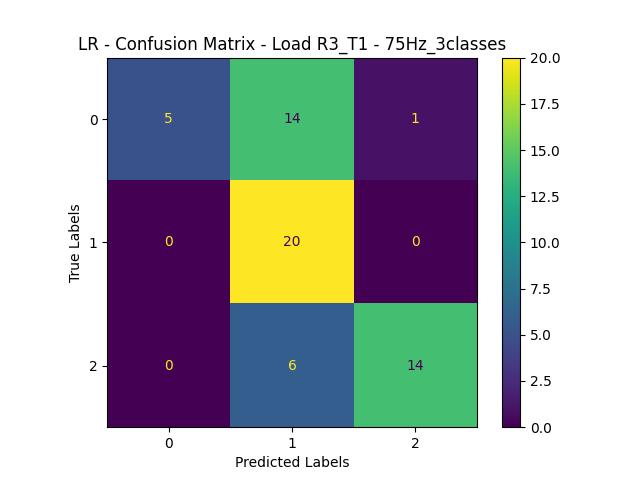 LR - Confusion Matrix - Load R3_T1 - 75Hz_3classes
True Labels
0 5 14 1
1 0 20 0
2 0 6 14
0 1 2
Predicted Labels
20.0
17.5
15.0
12.5
10.0
7.5
5.0
2.5
0.0